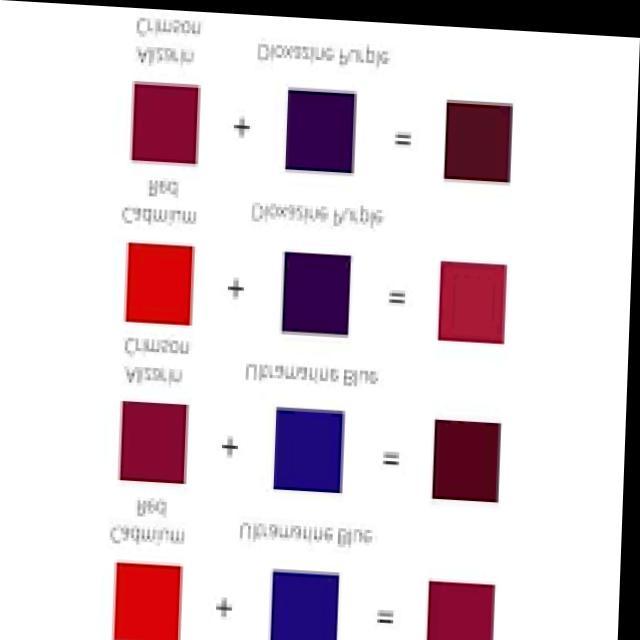 + =
Cadmium Ultramarine Blue
Red
+ =
Alizarin Ultramarine Blue
Crimson
+ =
Cadmium Dioxazine Purple
Red
+ =
Alizarin Dioxazine Purple
Crimson